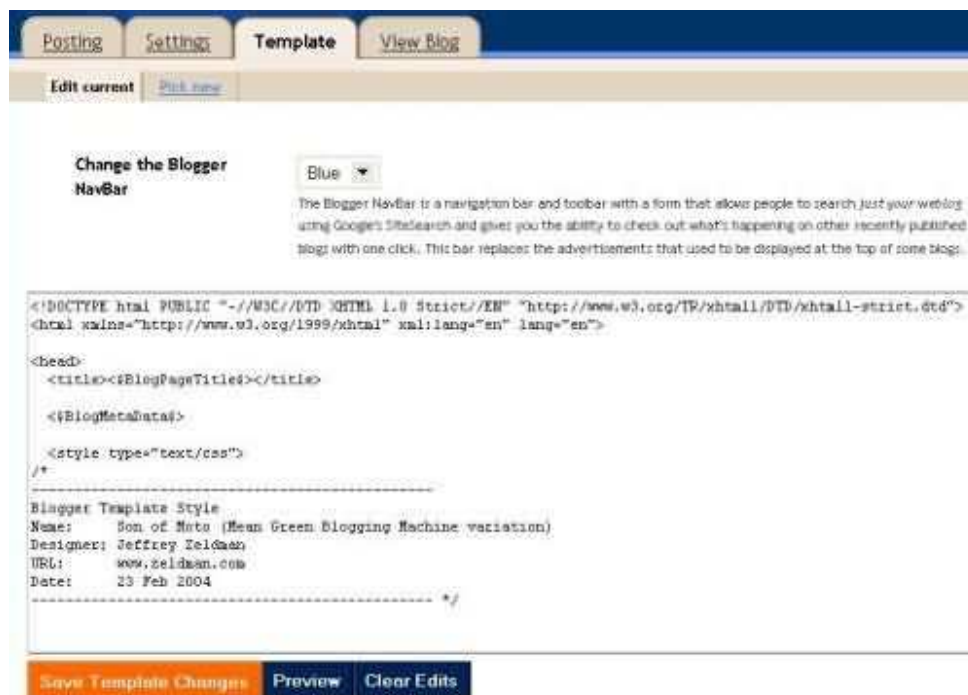 Posting Settings Template View Blog
Edit current Pick new
Change the Blogger
NavBar
Blue
The Blogger NavBar is a navigation bar and toolbar with a form that allows people to search just your weblog
using Google's SiteSearch and gives you the ability to check out what's happening on other recently published
blogs with one click. This bar replaces the advertisements that used to be displayed at the top of some blogs.
<!DOCTYPE html PUBLIC "-//W3C//DTD XHTML 1.0 Strict//EN" "http://www.w3.org/TR/xhtml1/DTD/xhtml1-strict.dtd">
<html xmlns="http://www.w3.org/1999/xhtml" xml:lang="en" lang="en">
<head>
<title><$BlogPageTitle$></title>
<$BlogMetaData$>
<style type="text/css">
/*
-----------------------------------------------
Blogger Template Style
Name: Son of Moto (Mean Green Blogging Machine variation)
Designer: Jeffrey Zeldman
URL: www.zeldman.com
Date: 23 Feb 2004
----------------------------------------------- */
Save Template Changes Preview Clear Edits